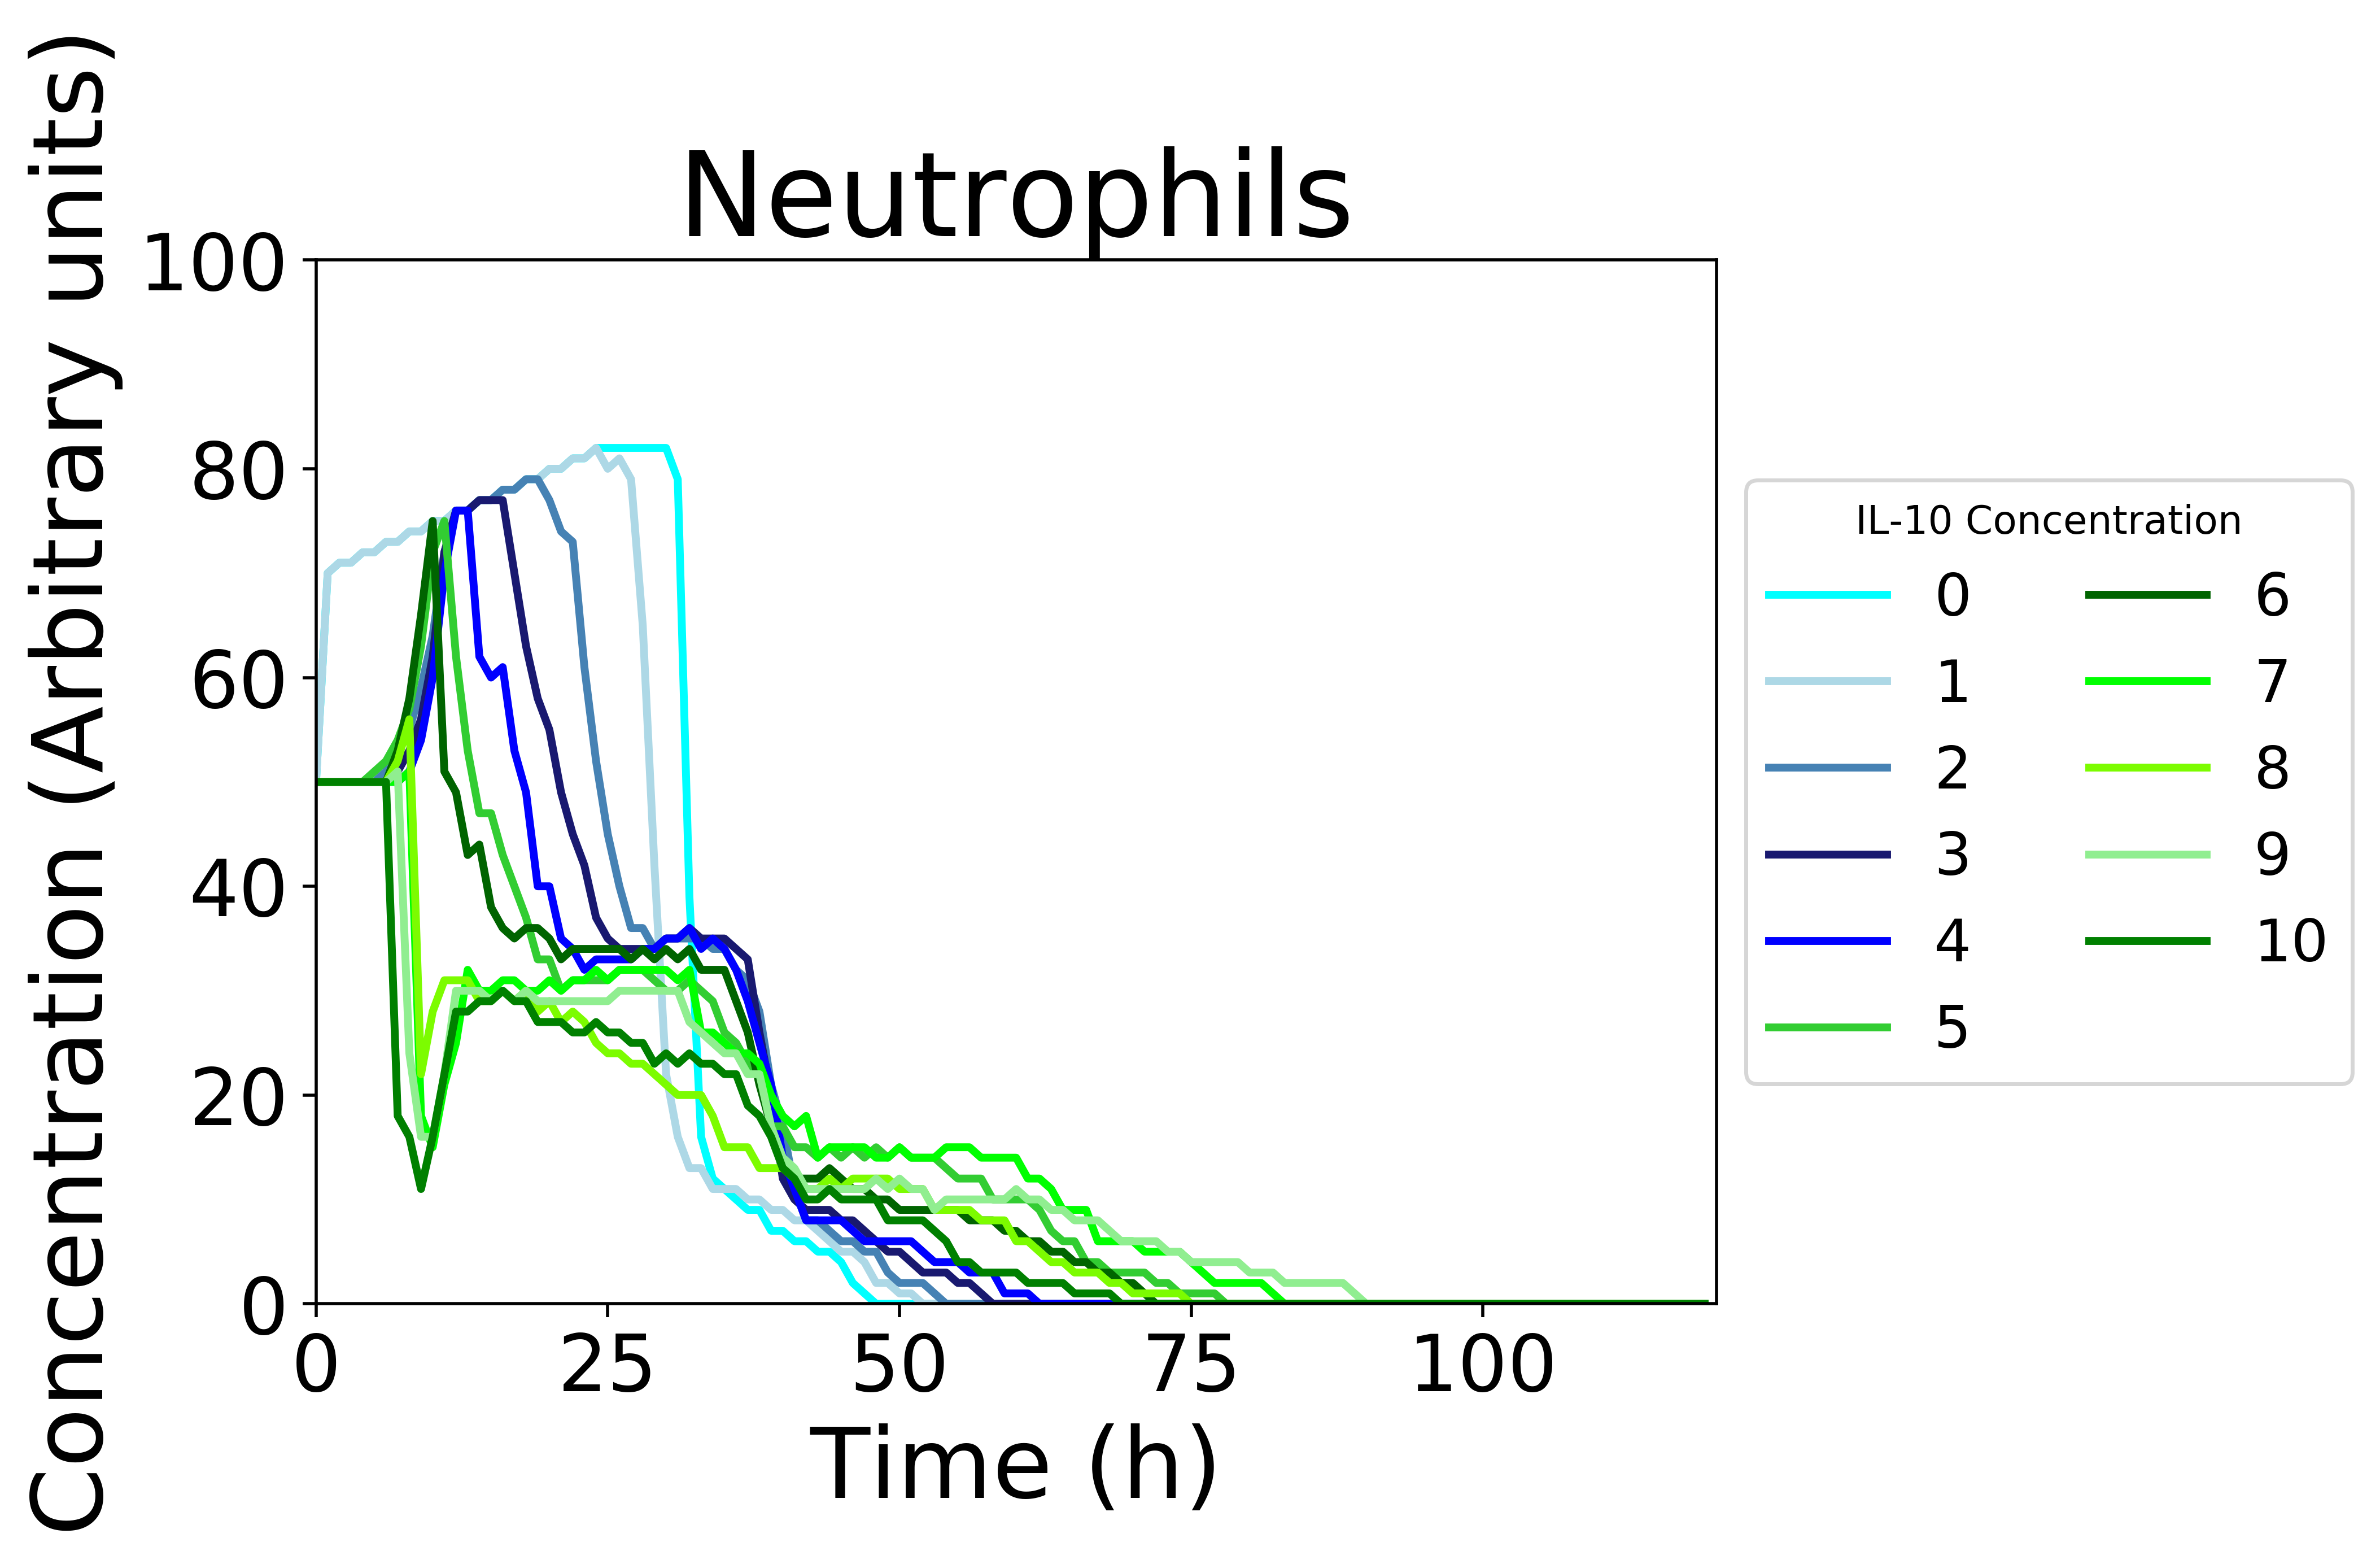 Neutrophils
Concentration (Arbitrary units)
100
80
60
40
20
0
0 25 50 75 100
Time (h)
IL-10 Concentration
0 6
1 7
2 8
3 9
4 10
5